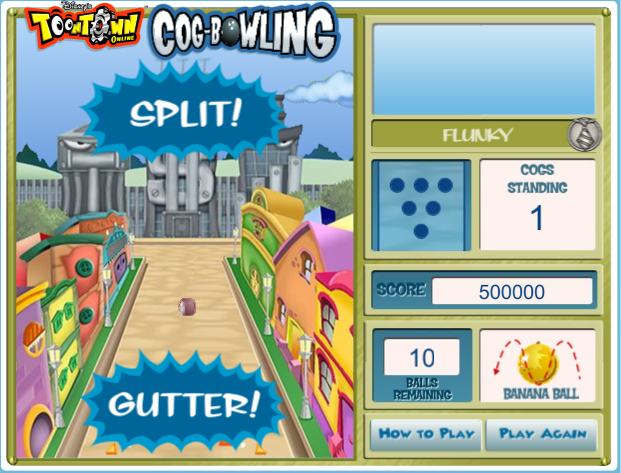 Disney's
TOONTOWN
ONLINE
COG-BOWLING
SPLIT!
FLUNKY
COGS
STANDING
1
SCORE
500000
10
BALLS
REMAINING
BANANA BALL
GUTTER!
HOW TO PLAY
PLAY AGAIN